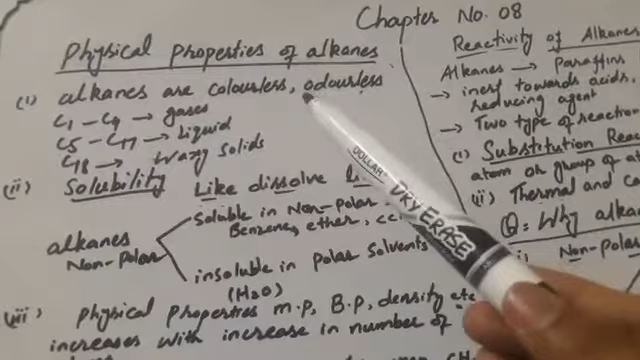 Chapter No. 08
Physical Properties of alkanes
(i) alkanes are colourless, odourless
C1 – C4 → gases
C5 – C17 → Liquid
C18 → Waxy Solids
(ii) Solubility Like dissolve
alkanes
Non-Polar
Soluble in Non-Polar
Benzene, ether,
insoluble in Polar Solvents
(H2O)
(iii) Physical Properties m.p, B.p, density etc
increases with increase in number of
Reactivity of Alkanes
Alkanes → Paraffins
→ inert towards acids,
reducing agent
→ Two type of reaction
(i) Substitution
atom or group of
(ii) Thermal and
Q: Why
Non-Polar
DOLLAR
DRY ERASE